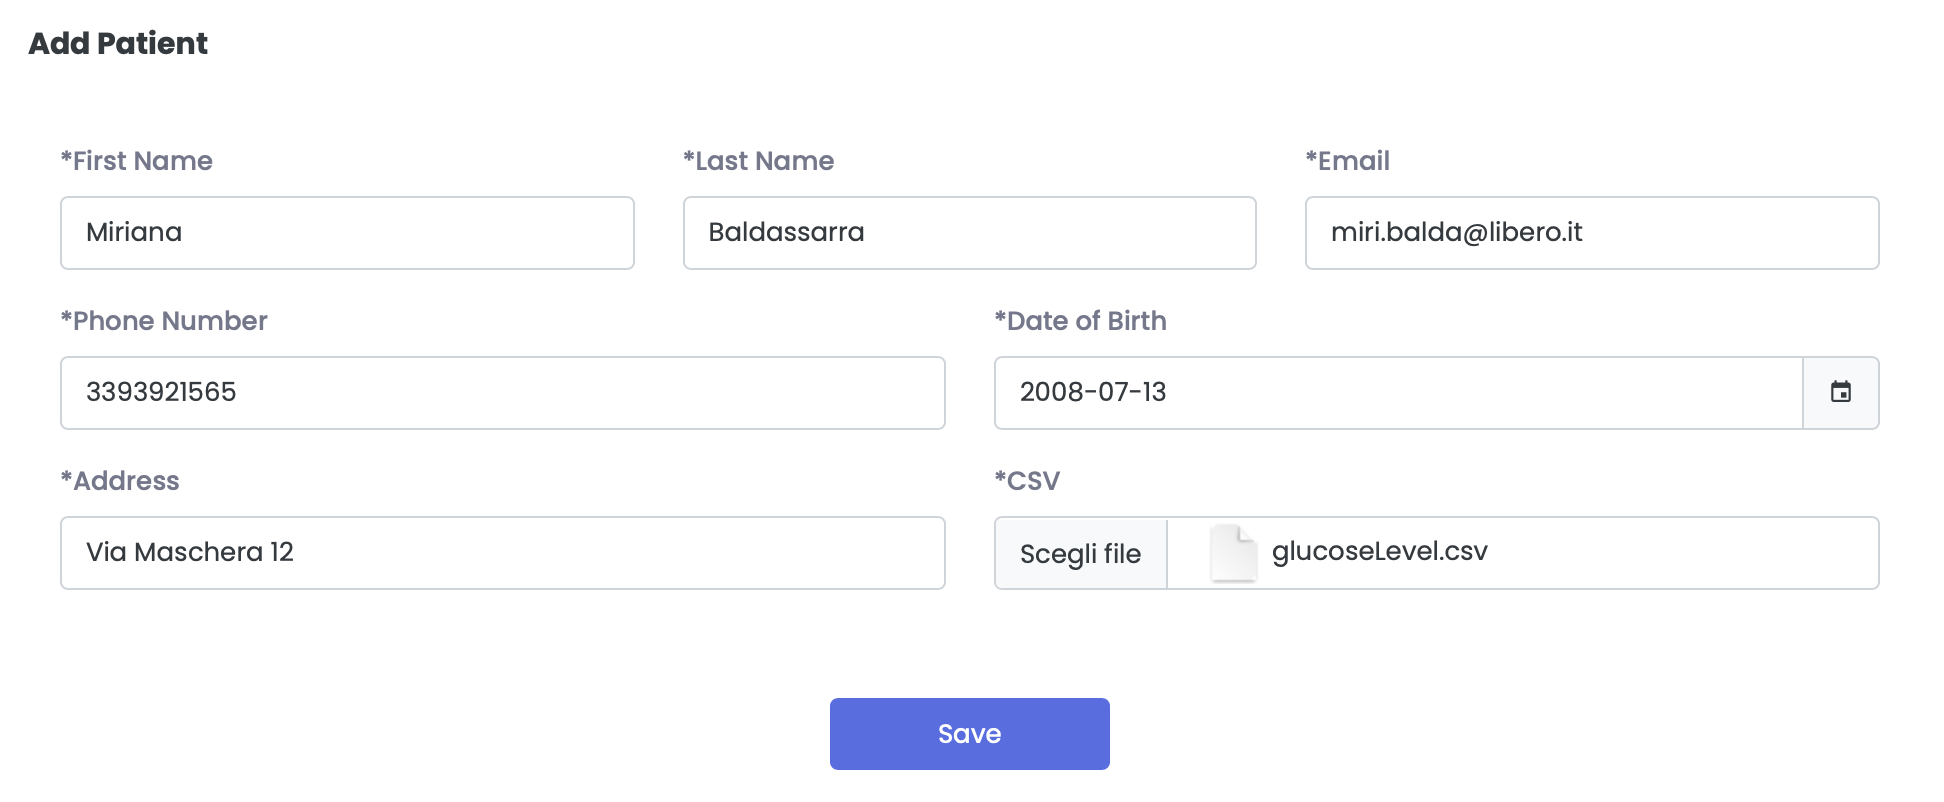 Add Patient
*First Name *Last Name *Email
Miriana Baldassarra miri.balda@libero.it
*Phone Number *Date of Birth
3393921565 2008-07-13
*Address *CSV
Via Maschera 12 Scegli file glucoseLevel.csv
Save